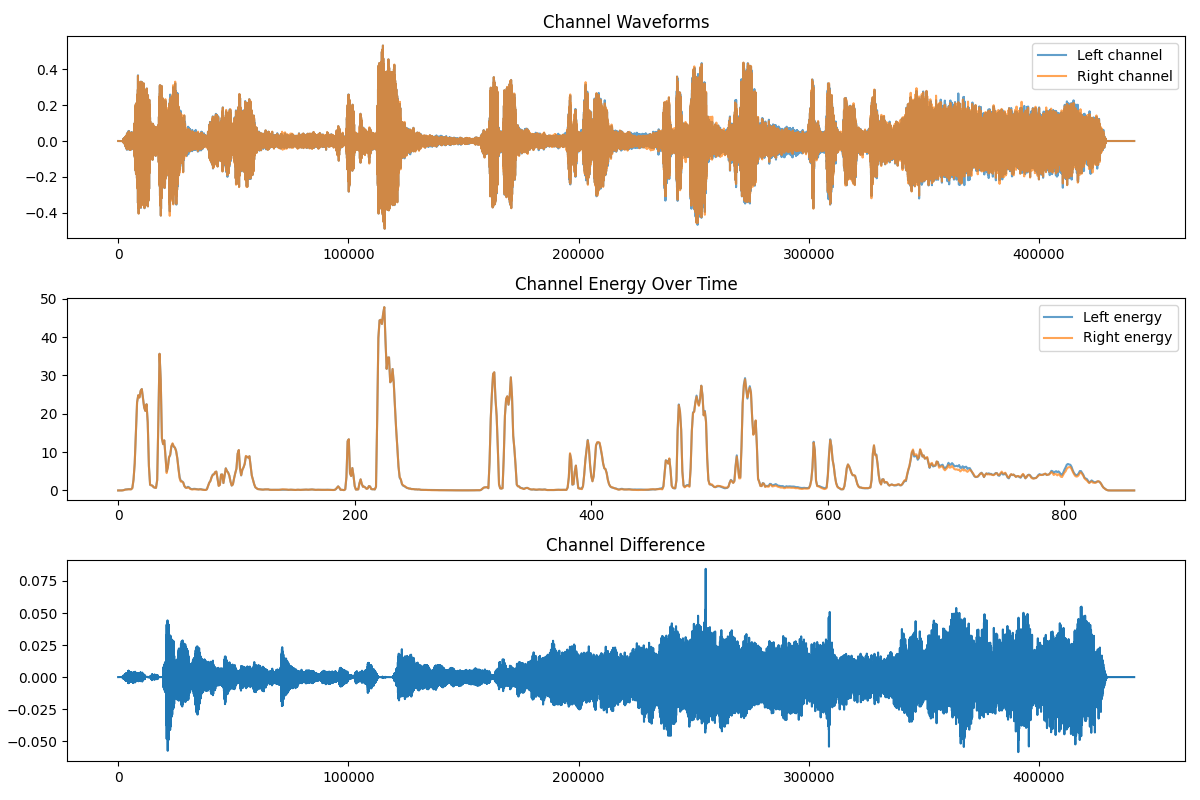 Channel Waveforms
0.4
0.2
0.0
−0.2
−0.4
Left channel
Right channel
0 100000 200000 300000 400000
Channel Energy Over Time
50
40
30
20
10
0
Left energy
Right energy
0 200 400 600 800
Channel Difference
0.075
0.050
0.025
0.000
−0.025
−0.050
0 100000 200000 300000 400000